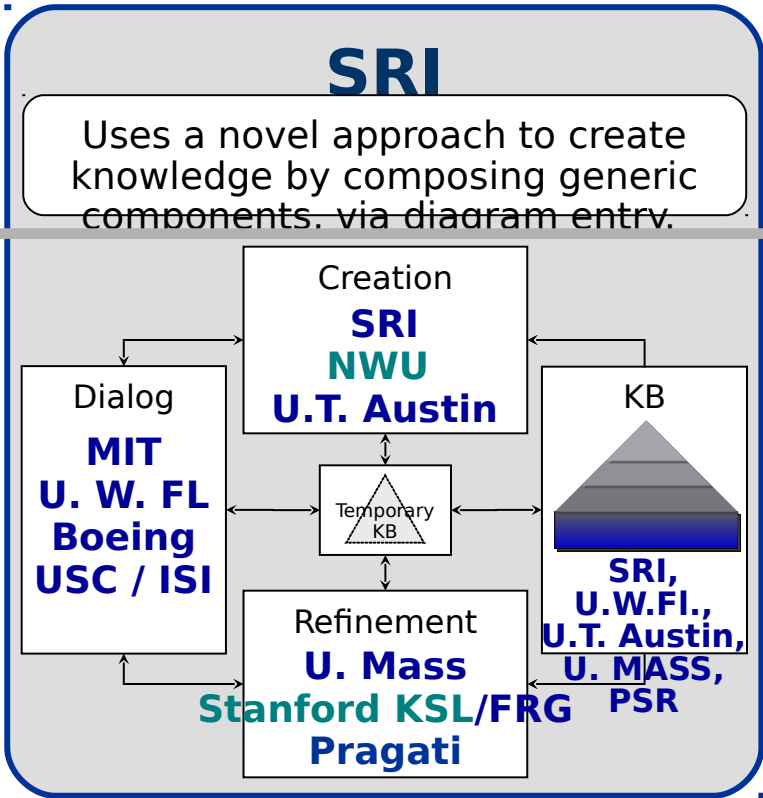 SRI
Uses a novel approach to create
knowledge by composing generic
components, via diagram entry.
Creation
SRI
NWU
U.T. Austin
Dialog
MIT
U. W. FL
Boeing
USC / ISI
Temporary
KB
KB
SRI,
U.W.Fl.,
U.T. Austin,
U. MASS,
PSR
Refinement
U. Mass
Stanford KSL/FRG
Pragati